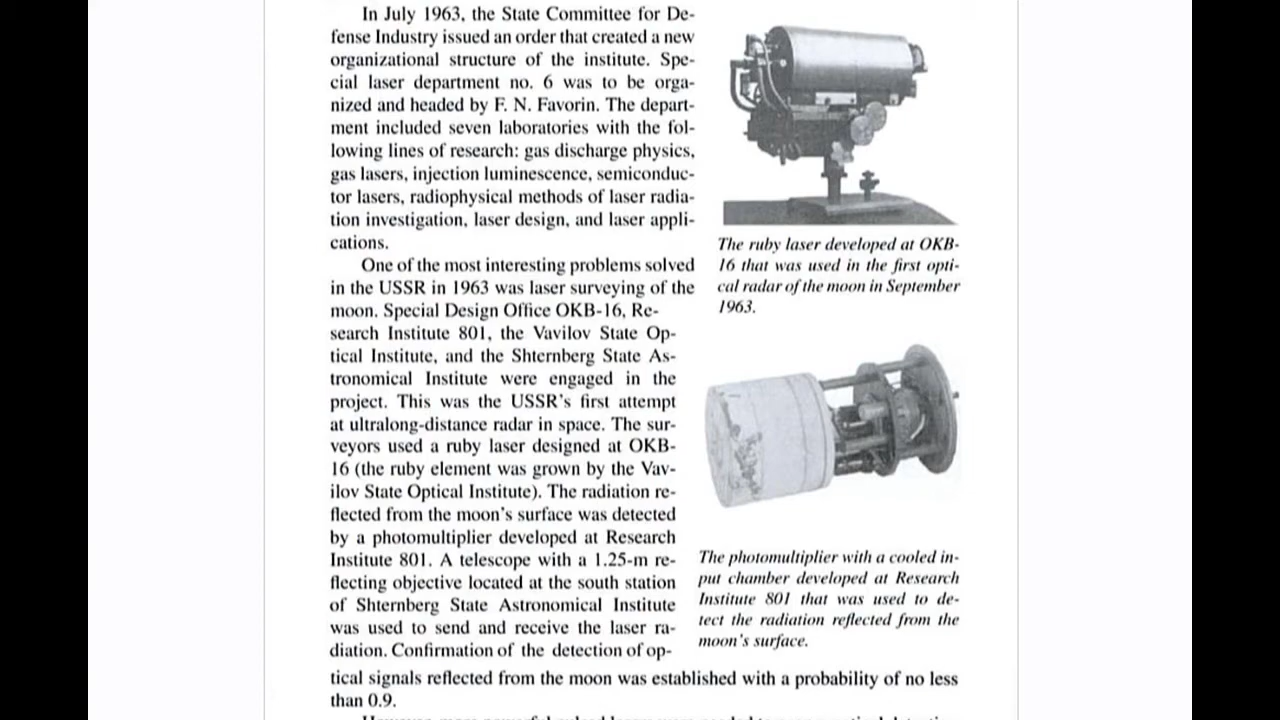 In July 1963, the State Committee for De-
fense Industry issued an order that created a new
organizational structure of the institute. Spe-
cial laser department no. 6 was to be orga-
nized and headed by F. N. Favorin. The depart-
ment included seven laboratories with the fol-
lowing lines of research: gas discharge physics,
gas lasers, injection luminescence, semiconduc-
tor lasers, radiophysical methods of laser radia-
tion investigation, laser design, and laser appli-
cations.
One of the most interesting problems solved
in the USSR in 1963 was laser surveying of the
moon. Special Design Office OKB-16, Re-
search Institute 801, the Vavilov State Op-
tical Institute, and the Shternberg State As-
tronomical Institute were engaged in the
project. This was the USSR's first attempt
at ultralong-distance radar in space. The sur-
veyors used a ruby laser designed at OKB-
16 (the ruby element was grown by the Vav-
ilov State Optical Institute). The radiation re-
flected from the moon's surface was detected
by a photomultiplier developed at Research
Institute 801. A telescope with a 1.25-m re-
flecting objective located at the south station
of Shternberg State Astronomical Institute
was used to send and receive the laser ra-
diation. Confirmation of the detection of op-
tical signals reflected from the moon was established with a probability of no less
than 0.9.
The ruby laser developed at OKB-
16 that was used in the first opti-
cal radar of the moon in September
1963.
The photomultiplier with a cooled in-
put chamber developed at Research
Institute 801 that was used to de-
tect the radiation reflected from the
moon's surface.